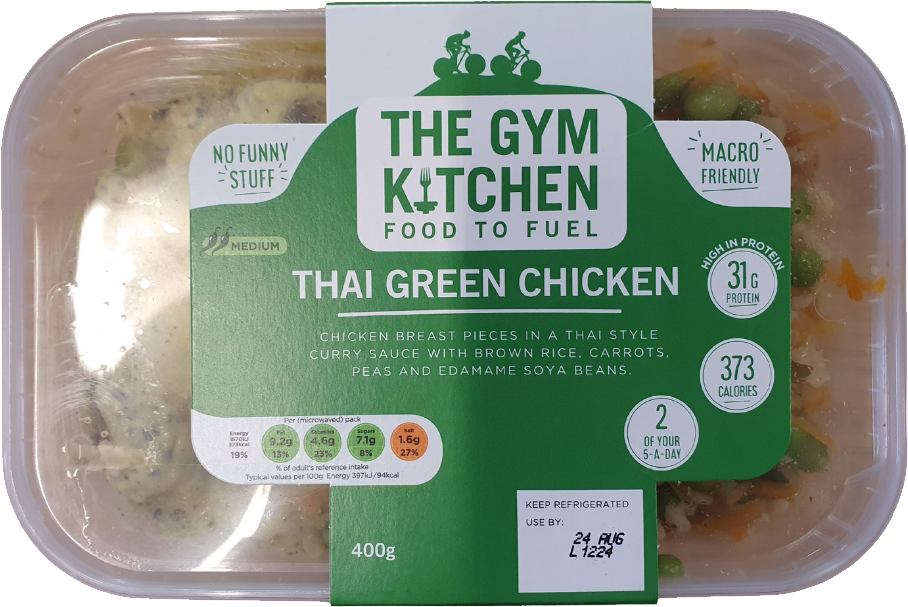 THE GYM
KITCHEN
FOOD TO FUEL
NO FUNNY
STUFF
MACRO
FRIENDLY
MEDIUM
HIGH IN PROTEIN
31G
PROTEIN
THAI GREEN CHICKEN
CHICKEN BREAST PIECES IN A THAI STYLE
CURRY SAUCE WITH BROWN RICE, CARROTS,
PEAS AND EDAMAME SOYA BEANS.
373
CALORIES
2
OF YOUR
5-A-DAY
Per (microwaved) pack
Energy
1570kJ
373kcal
19%
Fat
9.2g
13%
Saturates
4.6g
23%
Sugars
7.1g
8%
Salt
1.6g
27%
% of adult's reference intake
Typical values per 100g: Energy 397kJ/94kcal
400g
KEEP REFRIGERATED
USE BY:
24 AUG
L1224